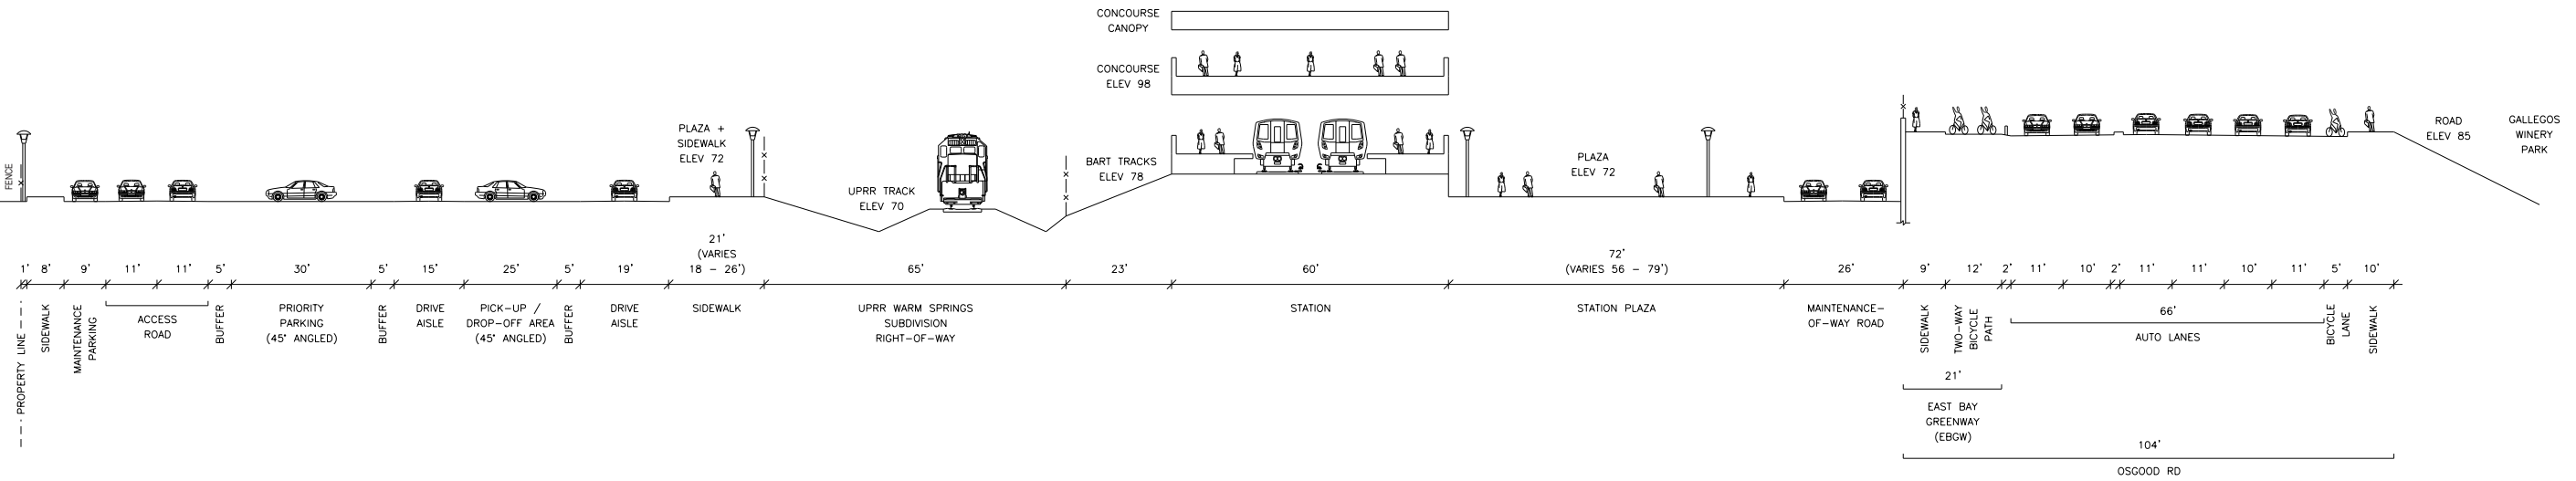 CONCOURSE
CANOPY
CONCOURSE
ELEV 98
FENCE
PLAZA +
SIDEWALK
ELEV 72
UPRR TRACK
ELEV 70
BART TRACKS
ELEV 78
PLAZA
ELEV 72
ROAD
ELEV 85
GALLEGOS
WINERY
PARK
1'
8'
9'
11'
11'
5'
30'
5'
15'
25'
5'
19'
21'
(VARIES
18 - 26')
65'
23'
60'
72'
(VARIES 56 - 79')
26'
9'
12'
2'
11'
10'
2'
11'
11'
10'
11'
5'
10'
PROPERTY LINE
SIDEWALK
MAINTENANCE
PARKING
ACCESS
ROAD
BUFFER
PRIORITY
PARKING
(45° ANGLED)
BUFFER
DRIVE
AISLE
PICK-UP /
DROP-OFF AREA
(45° ANGLED)
BUFFER
DRIVE
AISLE
SIDEWALK
UPRR WARM SPRINGS
SUBDIVISION
RIGHT-OF-WAY
STATION
STATION PLAZA
MAINTENANCE-
OF-WAY ROAD
SIDEWALK
TWO-WAY
BICYCLE
PATH
66'
AUTO LANES
BICYCLE
LANE
SIDEWALK
21'
EAST BAY
GREENWAY
(EBGW)
104'
OSGOOD RD